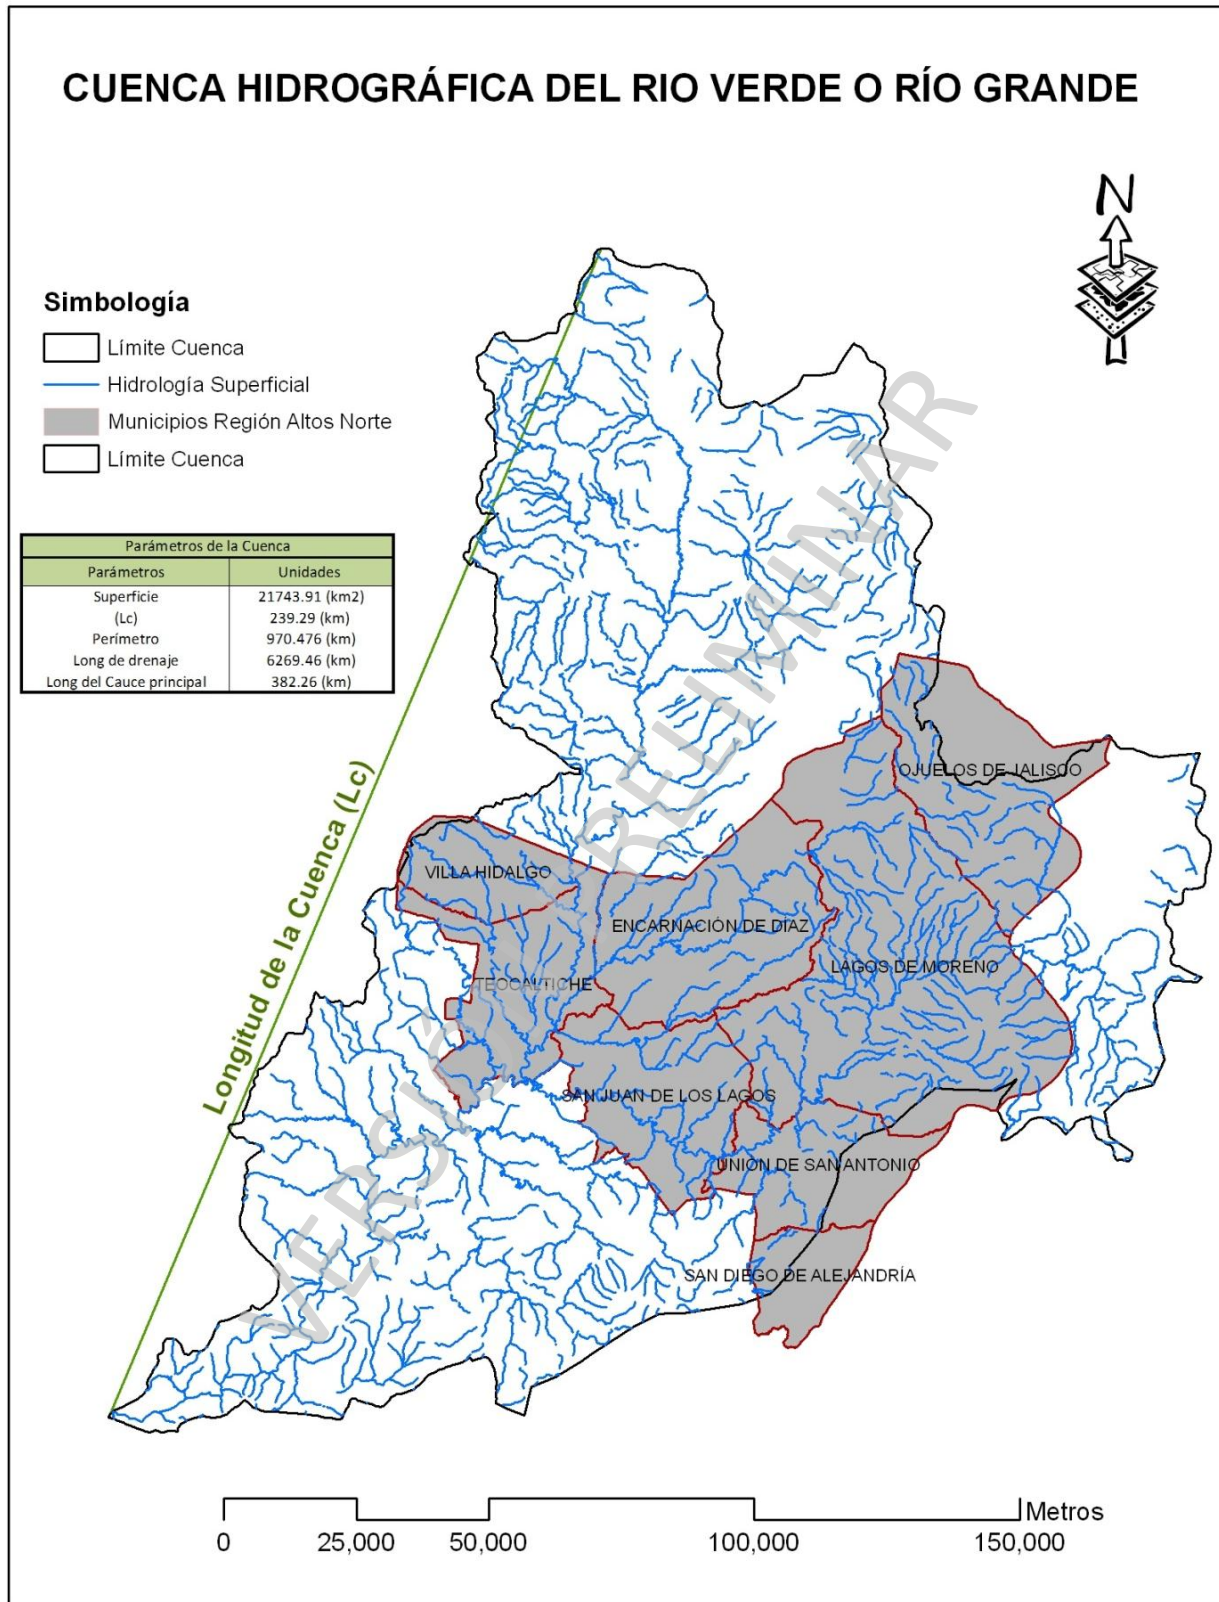 CUENCA HIDROGRÁFICA DEL RIO VERDE O RÍO GRANDE
N
Simbología
Límite Cuenca
Hidrología Superficial
Municipios Región Altos Norte
Límite Cuenca
Parámetros de la Cuenca
Parámetros Unidades
Superficie 21743.91 (km2)
(Lc) 239.29 (km)
Perímetro 970.476 (km)
Long de drenaje 6269.46 (km)
Long del Cauce principal 382.26 (km)
Longitud de la Cuenca (Lc)
OJUELOS DE JALISCO
VILLA HIDALGO
ENCARNACIÓN DE DÍAZ
LAGOS DE MORENO
TEOCALTICHE
SAN JUAN DE LOS LAGOS
UNION DE SAN ANTONIO
SAN DIEGO DE ALEJANDRÍA
VERSIÓN PRELIMINAR
Metros
0 25,000 50,000 100,000 150,000